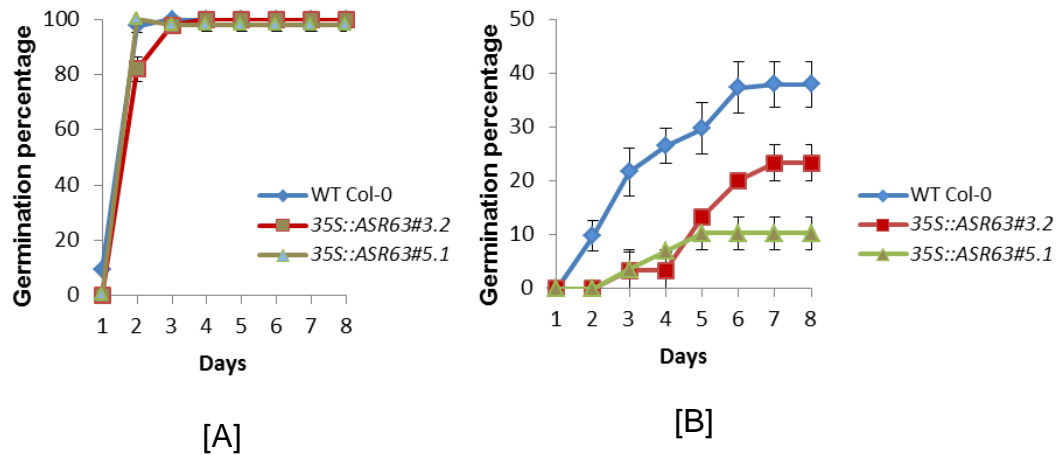 Germination percentage
100
80
60
40
20
0
1 2 3 4 5 6 7 8
Days
WT Col-0
35S::ASR63#3.2
35S::ASR63#5.1
[A]
Germination percentage
50
40
30
20
10
0
1 2 3 4 5 6 7 8
Days
WT Col-0
35S::ASR63#3.2
35S::ASR63#5.1
[B]